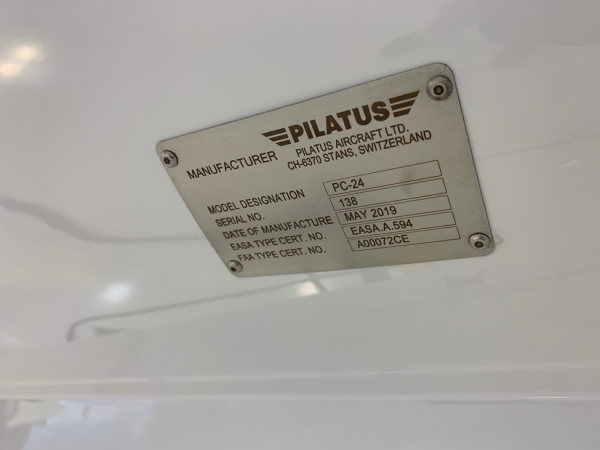 PILATUS
MANUFACTURER PILATUS AIRCRAFT LTD.
CH-6370 STANS, SWITZERLAND
MODEL DESIGNATION PC-24
SERIAL NO. 138
DATE OF MANUFACTURE MAY 2019
EASA TYPE CERT. NO. EASA.A.594
FAA TYPE CERT. NO. A00072CE